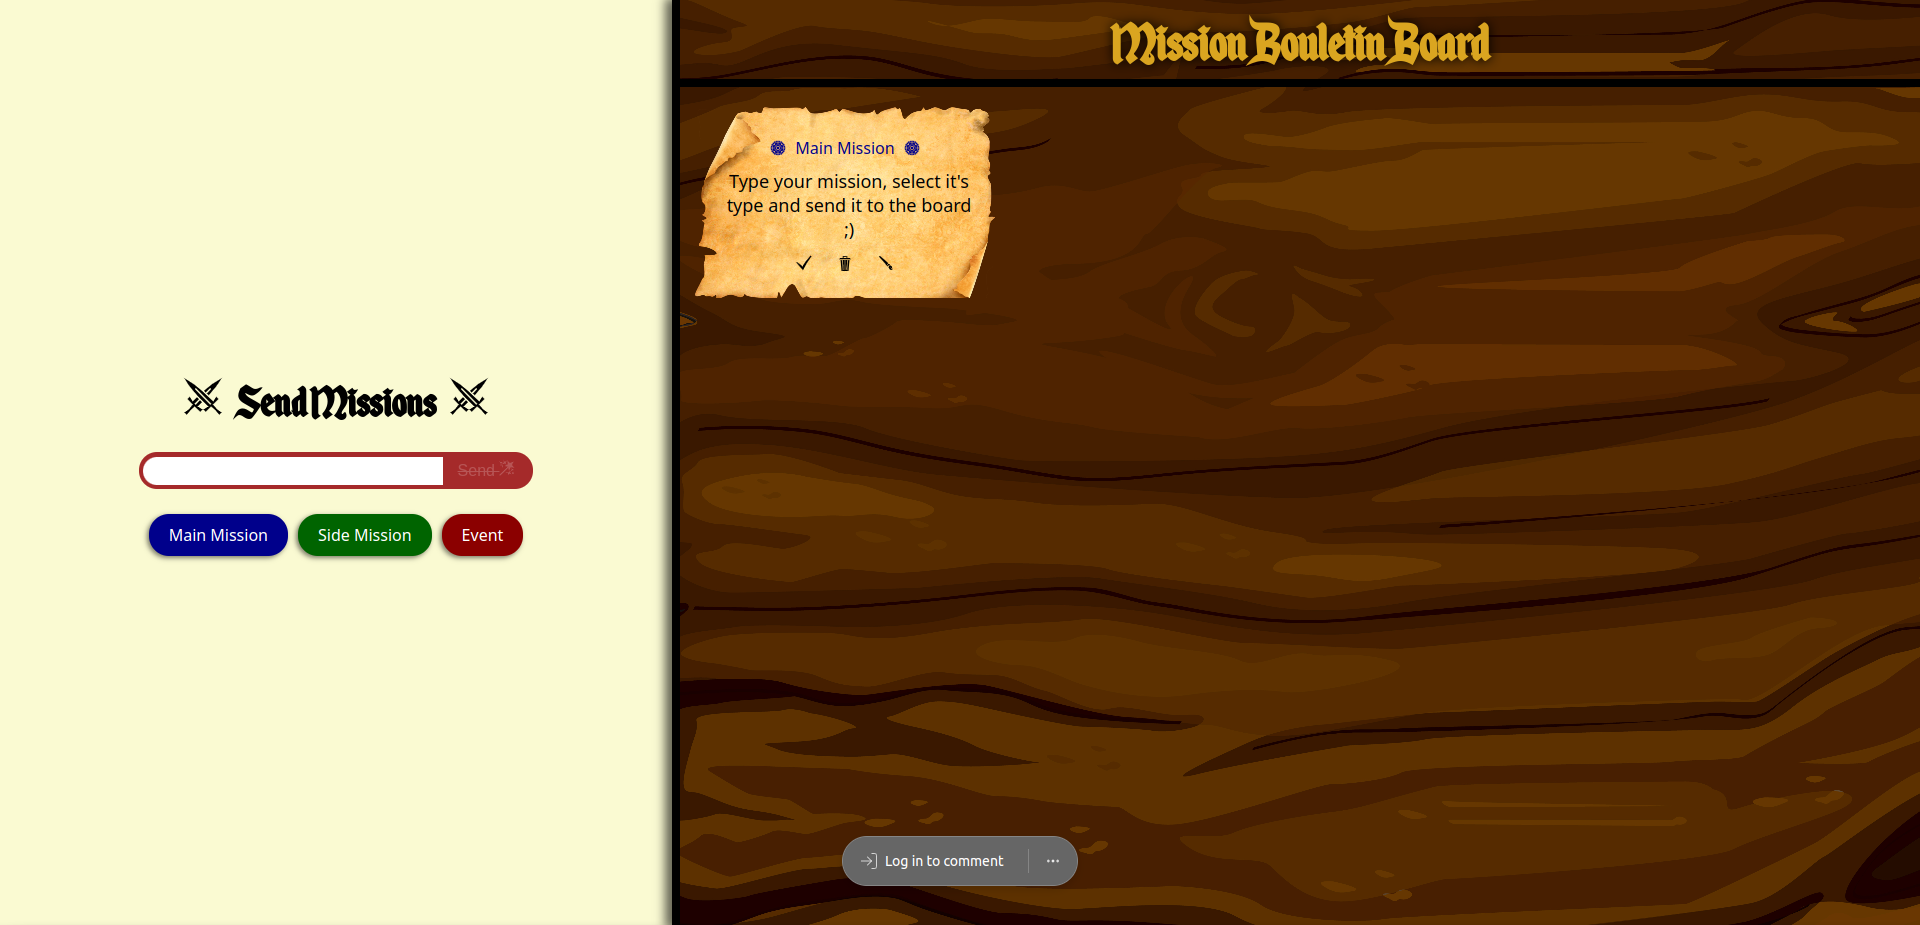 Mission Bouletin Board
Main Mission
Type your mission, select it's
type and send it to the board
;)
Send Missions
Send
Main Mission
Side Mission
Event
Log in to comment